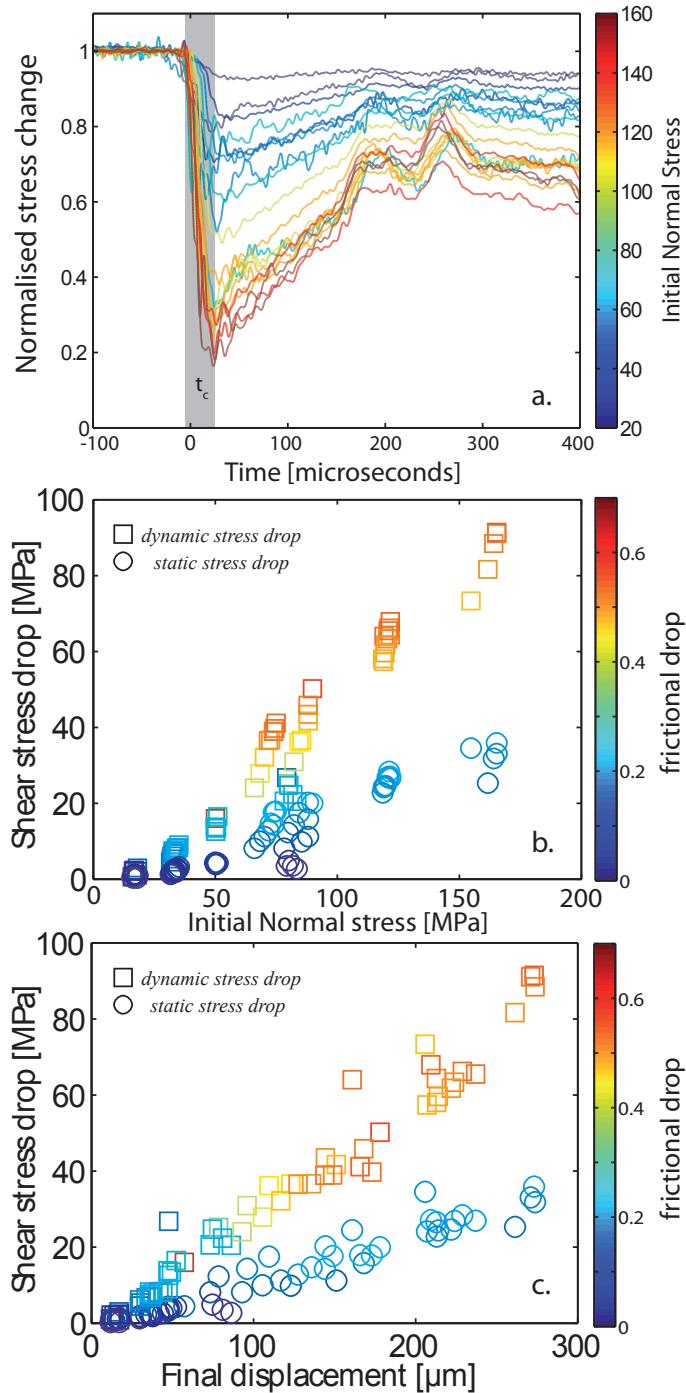 1
0.8
0.6
0.4
0.2
0
-100 0 100 200 300 400
Normalised stress change
Time [microseconds]
t_c
a.
160
140
120
100
80
60
40
20
Initial Normal Stress
100
80
60
40
20
0
0 50 100 150 200
Shear stress drop [MPa]
Initial Normal stress [MPa]
dynamic stress drop
static stress drop
b.
0.6
0.4
0.2
0
frictional drop
100
80
60
40
20
0
0 100 200 300
Shear stress drop [MPa]
Final displacement [µm]
dynamic stress drop
static stress drop
c.
0.6
0.4
0.2
0
frictional drop